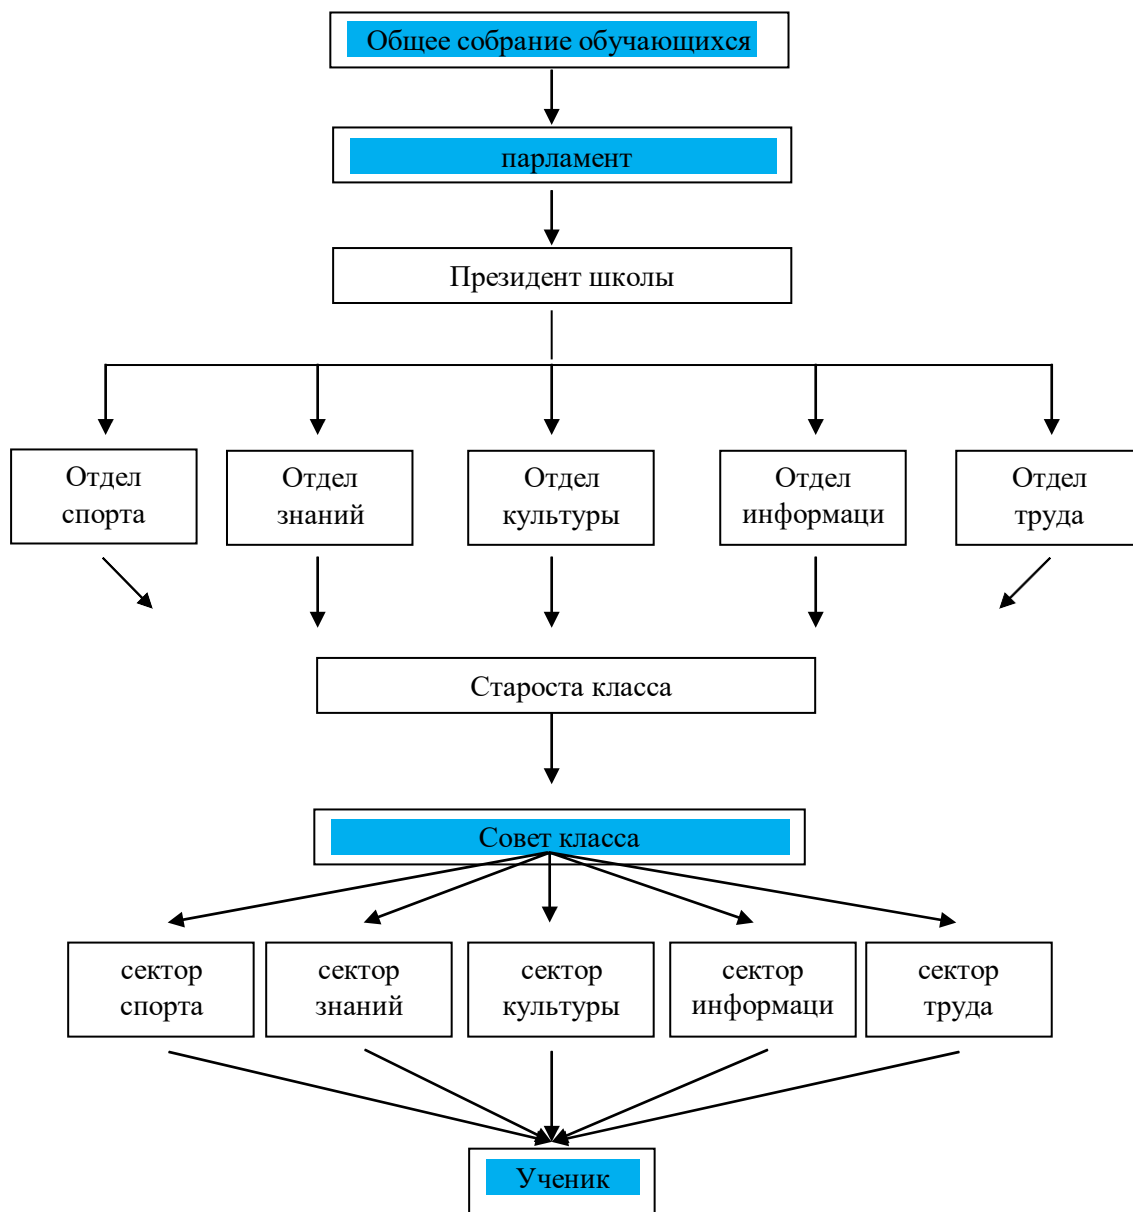 Общее собрание обучающихся
парламент
Президент школы
Отдел
спорта
Отдел
знаний
Отдел
культуры
Отдел
информаци
Отдел
труда
Староста класса
Совет класса
сектор
спорта
сектор
знаний
сектор
культуры
сектор
информаци
сектор
труда
Ученик